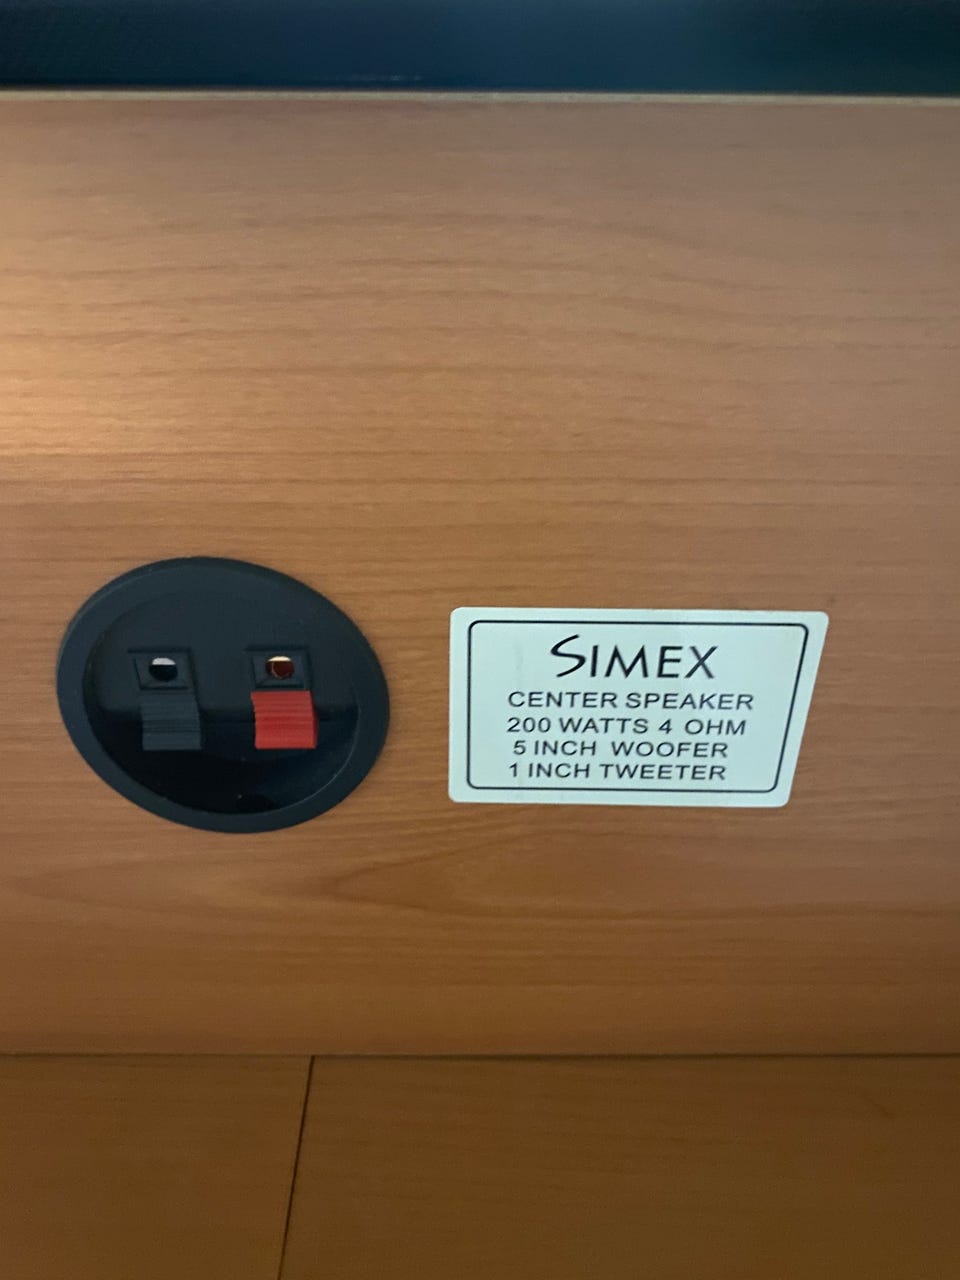 SIMEX
CENTER SPEAKER
200 WATTS 4 OHM
5 INCH WOOFER
1 INCH TWEETER